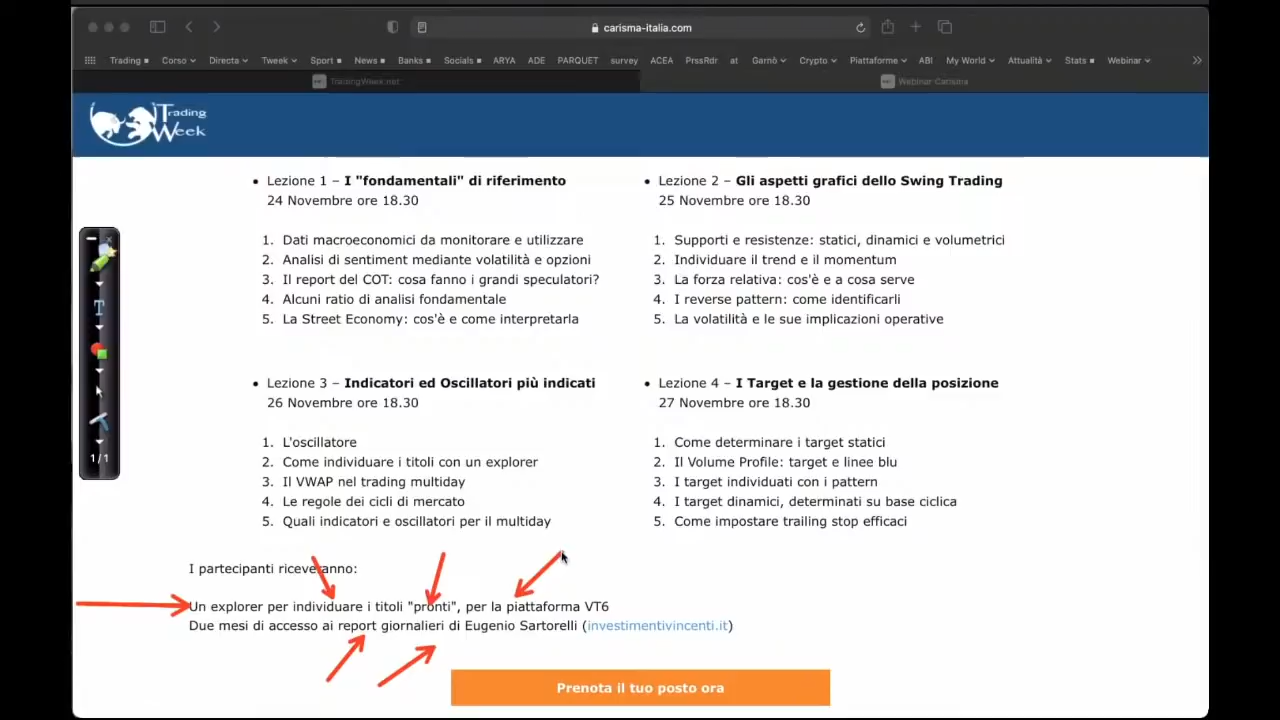 carisma-italia.com
Trading Corso Directa Tweek Sport News Banks Socials ARYA ADE PARQUET survey ACEA PrssRdr at Garnò Crypto Piattaforme ABI My World Attualità Stats Webinar
TradingWeek.net Webinar Carisma
Trading
Week
Lezione 1 – I "fondamentali" di riferimento
24 Novembre ore 18.30
1. Dati macroeconomici da monitorare e utilizzare
2. Analisi di sentiment mediante volatilità e opzioni
3. Il report del COT: cosa fanno i grandi speculatori?
4. Alcuni ratio di analisi fondamentale
5. La Street Economy: cos'è e come interpretarla
Lezione 2 – Gli aspetti grafici dello Swing Trading
25 Novembre ore 18.30
1. Supporti e resistenze: statici, dinamici e volumetrici
2. Individuare il trend e il momentum
3. La forza relativa: cos'è e a cosa serve
4. I reverse pattern: come identificarli
5. La volatilità e le sue implicazioni operative
Lezione 3 – Indicatori ed Oscillatori più indicati
26 Novembre ore 18.30
1. L'oscillatore
2. Come individuare i titoli con un explorer
3. Il VWAP nel trading multiday
4. Le regole dei cicli di mercato
5. Quali indicatori e oscillatori per il multiday
Lezione 4 – I Target e la gestione della posizione
27 Novembre ore 18.30
1. Come determinare i target statici
2. Il Volume Profile: target e linee blu
3. I target individuati con i pattern
4. I target dinamici, determinati su base ciclica
5. Come impostare trailing stop efficaci
1/1
I partecipanti riceveranno:
Un explorer per individuare i titoli "pronti", per la piattaforma VT6
Due mesi di accesso ai report giornalieri di Eugenio Sartorelli (investimentivincenti.it)
Prenota il tuo posto ora